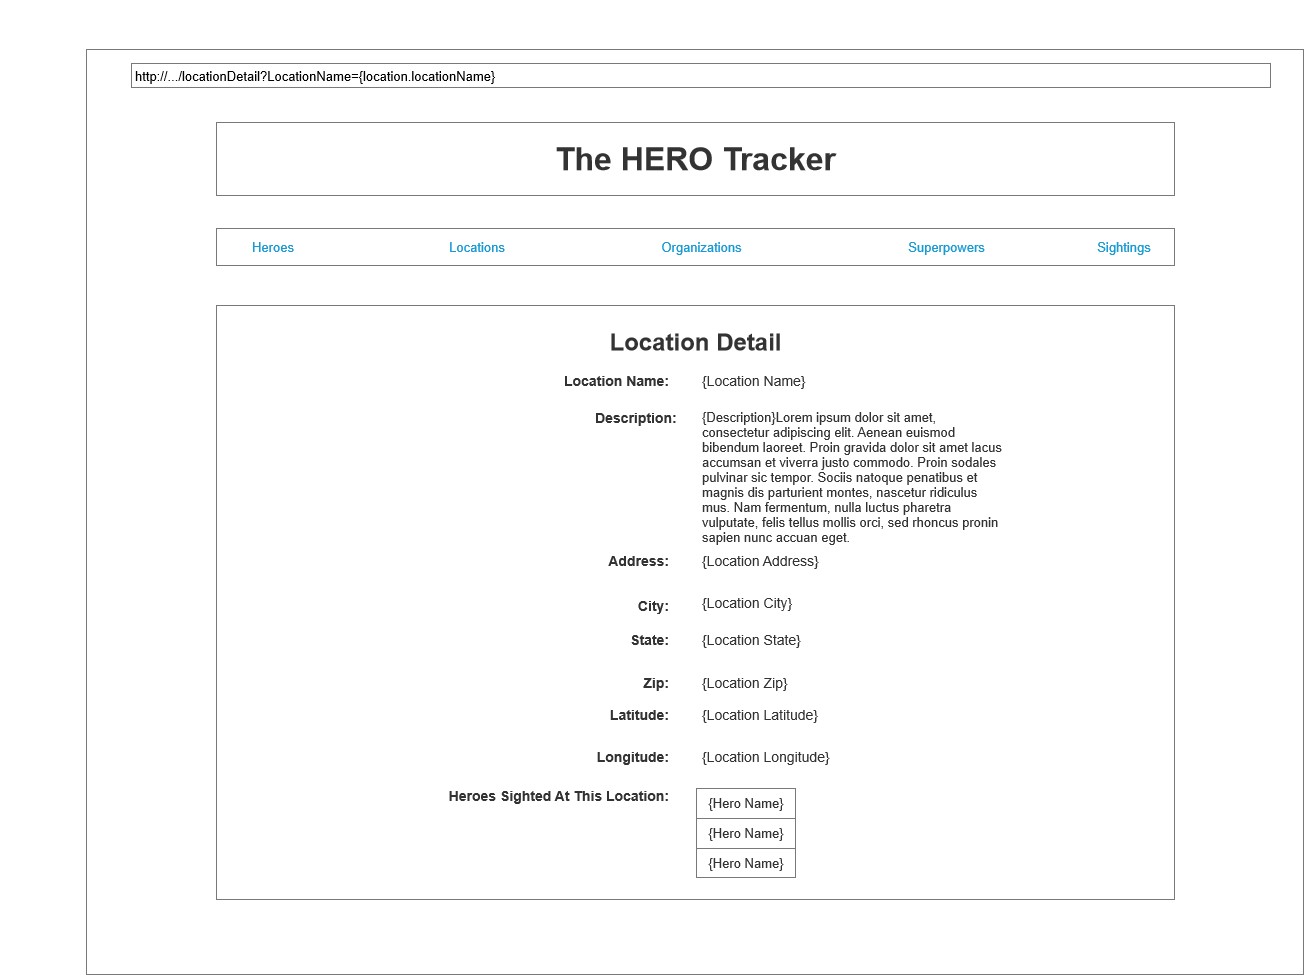 http://.../locationDetail?LocationName={location.locationName}
The HERO Tracker
Heroes Locations Organizations Superpowers Sightings
Location Detail
Location Name: {Location Name}
Description: {Description}Lorem ipsum dolor sit amet,
consectetur adipiscing elit. Aenean euismod
bibendum laoreet. Proin gravida dolor sit amet lacus
accumsan et viverra justo commodo. Proin sodales
pulvinar sic tempor. Sociis natoque penatibus et
magnis dis parturient montes, nascetur ridiculus
mus. Nam fermentum, nulla luctus pharetra
vulputate, felis tellus mollis orci, sed rhoncus pronin
sapien nunc accuan eget.
Address: {Location Address}
City: {Location City}
State: {Location State}
Zip: {Location Zip}
Latitude: {Location Latitude}
Longitude: {Location Longitude}
Heroes Sighted At This Location: {Hero Name}
{Hero Name}
{Hero Name}